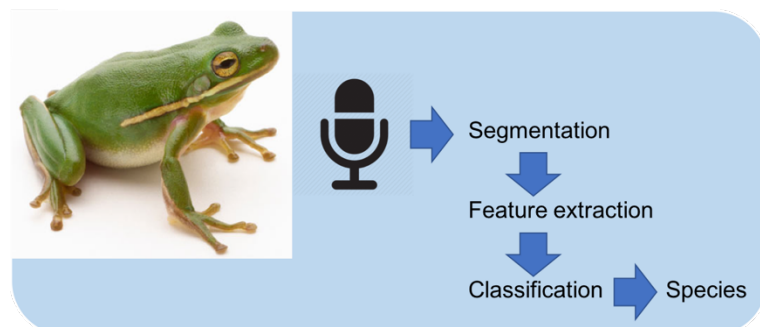 Segmentation
Feature extraction
Classification
Species